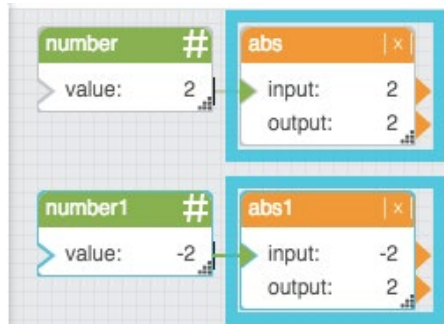 number # abs |x|
value: 2 input: 2
output: 2
number1 # abs1 |x|
value: -2 input: -2
output: 2